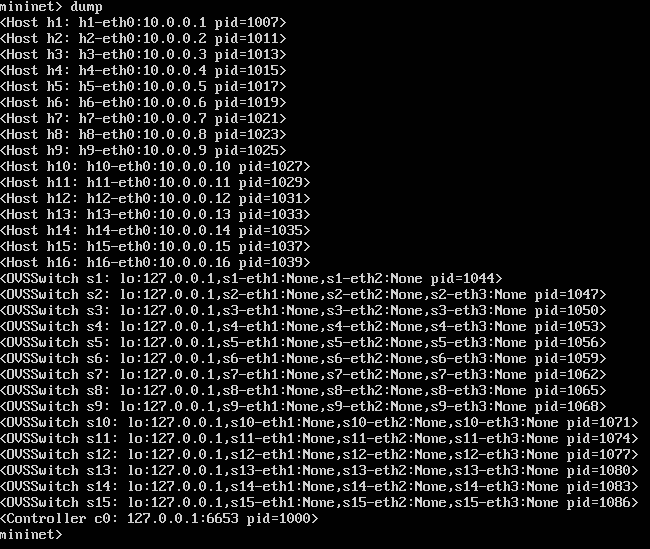 mininet> dump
<Host h1: h1-eth0:10.0.0.1 pid=1007>
<Host h2: h2-eth0:10.0.0.2 pid=1011>
<Host h3: h3-eth0:10.0.0.3 pid=1013>
<Host h4: h4-eth0:10.0.0.4 pid=1015>
<Host h5: h5-eth0:10.0.0.5 pid=1017>
<Host h6: h6-eth0:10.0.0.6 pid=1019>
<Host h7: h7-eth0:10.0.0.7 pid=1021>
<Host h8: h8-eth0:10.0.0.8 pid=1023>
<Host h9: h9-eth0:10.0.0.9 pid=1025>
<Host h10: h10-eth0:10.0.0.10 pid=1027>
<Host h11: h11-eth0:10.0.0.11 pid=1029>
<Host h12: h12-eth0:10.0.0.12 pid=1031>
<Host h13: h13-eth0:10.0.0.13 pid=1033>
<Host h14: h14-eth0:10.0.0.14 pid=1035>
<Host h15: h15-eth0:10.0.0.15 pid=1037>
<Host h16: h16-eth0:10.0.0.16 pid=1039>
<OVSSwitch s1: lo:127.0.0.1,s1-eth1:None,s1-eth2:None pid=1044>
<OVSSwitch s2: lo:127.0.0.1,s2-eth1:None,s2-eth2:None,s2-eth3:None pid=1047>
<OVSSwitch s3: lo:127.0.0.1,s3-eth1:None,s3-eth2:None,s3-eth3:None pid=1050>
<OVSSwitch s4: lo:127.0.0.1,s4-eth1:None,s4-eth2:None,s4-eth3:None pid=1053>
<OVSSwitch s5: lo:127.0.0.1,s5-eth1:None,s5-eth2:None,s5-eth3:None pid=1056>
<OVSSwitch s6: lo:127.0.0.1,s6-eth1:None,s6-eth2:None,s6-eth3:None pid=1059>
<OVSSwitch s7: lo:127.0.0.1,s7-eth1:None,s7-eth2:None,s7-eth3:None pid=1062>
<OVSSwitch s8: lo:127.0.0.1,s8-eth1:None,s8-eth2:None,s8-eth3:None pid=1065>
<OVSSwitch s9: lo:127.0.0.1,s9-eth1:None,s9-eth2:None,s9-eth3:None pid=1068>
<OVSSwitch s10: lo:127.0.0.1,s10-eth1:None,s10-eth2:None,s10-eth3:None pid=1071>
<OVSSwitch s11: lo:127.0.0.1,s11-eth1:None,s11-eth2:None,s11-eth3:None pid=1074>
<OVSSwitch s12: lo:127.0.0.1,s12-eth1:None,s12-eth2:None,s12-eth3:None pid=1077>
<OVSSwitch s13: lo:127.0.0.1,s13-eth1:None,s13-eth2:None,s13-eth3:None pid=1080>
<OVSSwitch s14: lo:127.0.0.1,s14-eth1:None,s14-eth2:None,s14-eth3:None pid=1083>
<OVSSwitch s15: lo:127.0.0.1,s15-eth1:None,s15-eth2:None,s15-eth3:None pid=1086>
<Controller c0: 127.0.0.1:6653 pid=1000>
mininet>